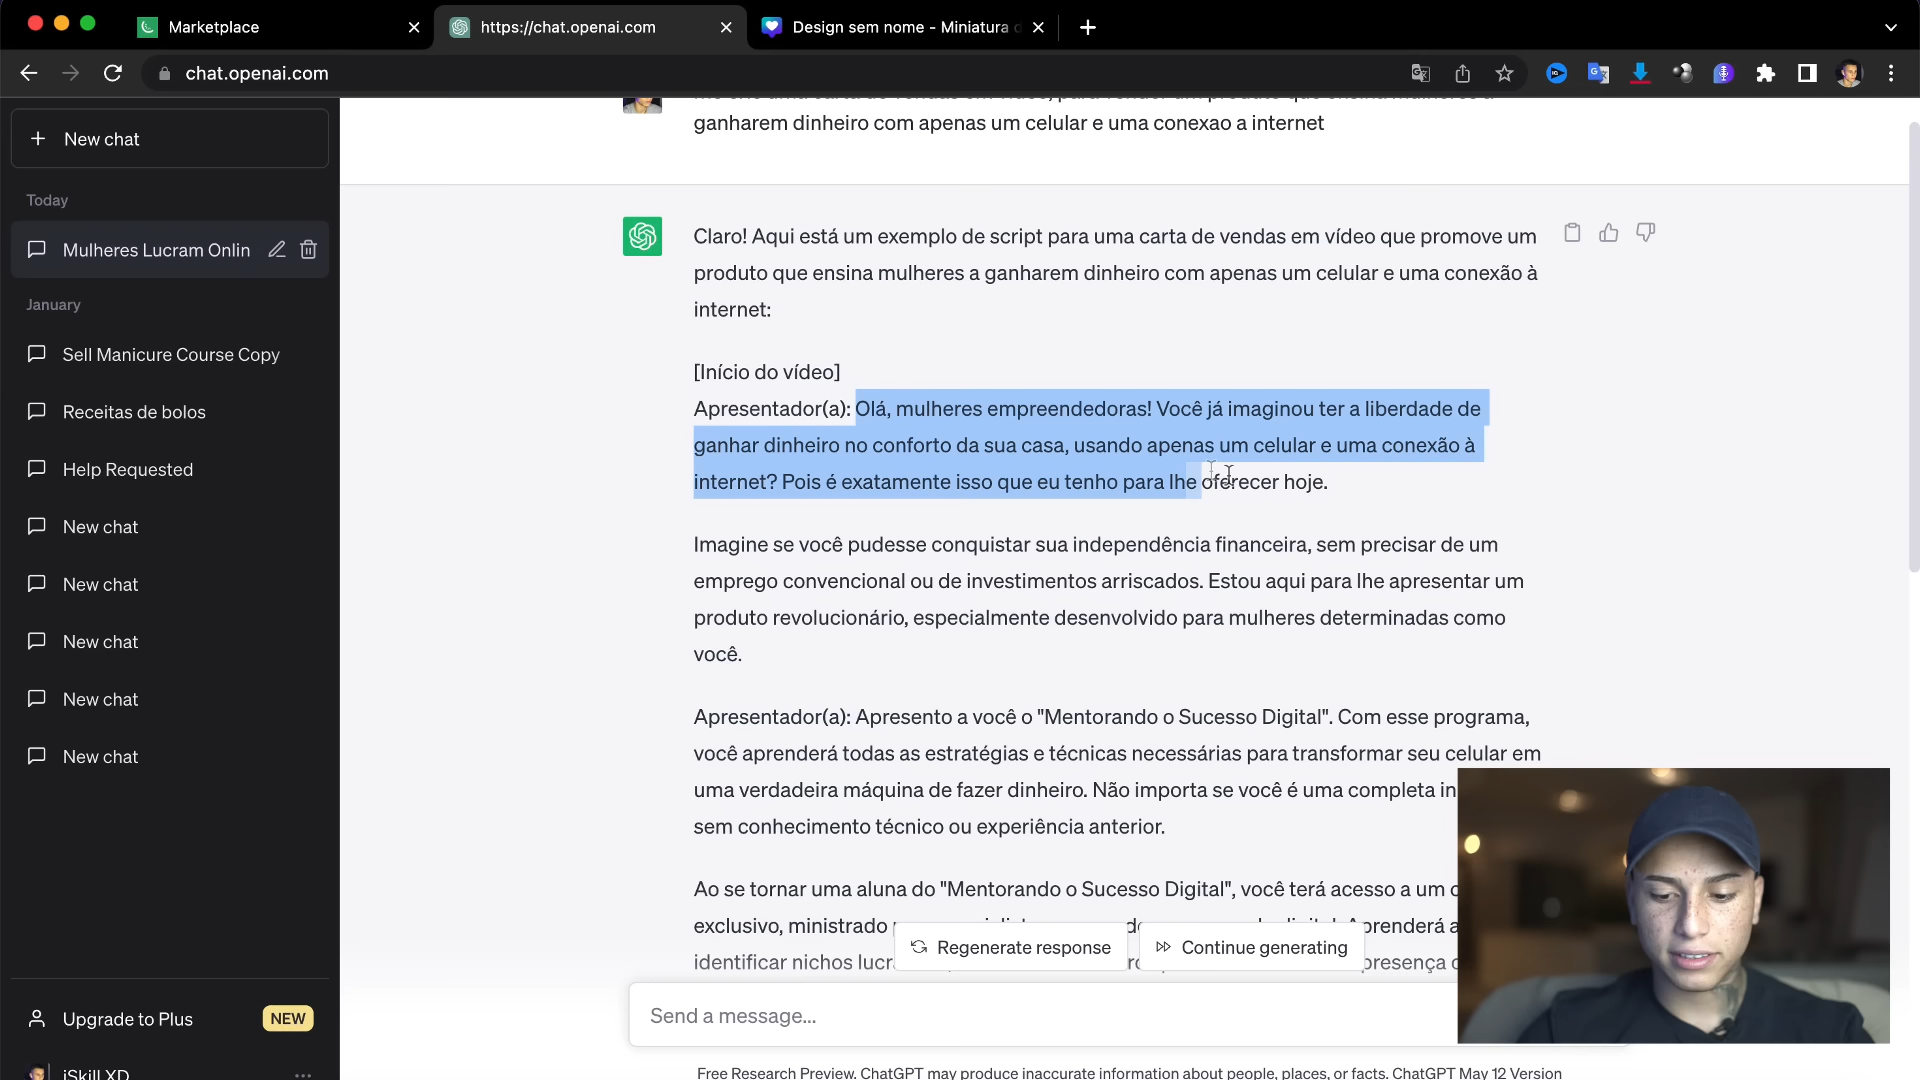 Marketplace
https://chat.openai.com
Design sem nome - Miniatura d
chat.openai.com
New chat
Today
Mulheres Lucram Onlin
January
Sell Manicure Course Copy
Receitas de bolos
Help Requested
New chat
New chat
New chat
New chat
New chat
Upgrade to Plus
NEW
iSkillXD
ganharem dinheiro com apenas um celular e uma conexao a internet
Claro! Aqui está um exemplo de script para uma carta de vendas em vídeo que promove um
produto que ensina mulheres a ganharem dinheiro com apenas um celular e uma conexão à
internet:
[Início do vídeo]
Apresentador(a): Olá, mulheres empreendedoras! Você já imaginou ter a liberdade de
ganhar dinheiro no conforto da sua casa, usando apenas um celular e uma conexão à
internet? Pois é exatamente isso que eu tenho para lhe oferecer hoje.
Imagine se você pudesse conquistar sua independência financeira, sem precisar de um
emprego convencional ou de investimentos arriscados. Estou aqui para lhe apresentar um
produto revolucionário, especialmente desenvolvido para mulheres determinadas como
você.
Apresentador(a): Apresento a você o "Mentorando o Sucesso Digital". Com esse programa,
você aprenderá todas as estratégias e técnicas necessárias para transformar seu celular em
uma verdadeira máquina de fazer dinheiro. Não importa se você é uma completa in
sem conhecimento técnico ou experiência anterior.
Ao se tornar uma aluna do "Mentorando o Sucesso Digital", você terá acesso a um c
exclusivo, ministrado
identificar nichos lucr
Regenerate response
Continue generating
Send a message...
Free Research Preview. ChatGPT may produce inaccurate information about people, places, or facts. ChatGPT May 12 Version